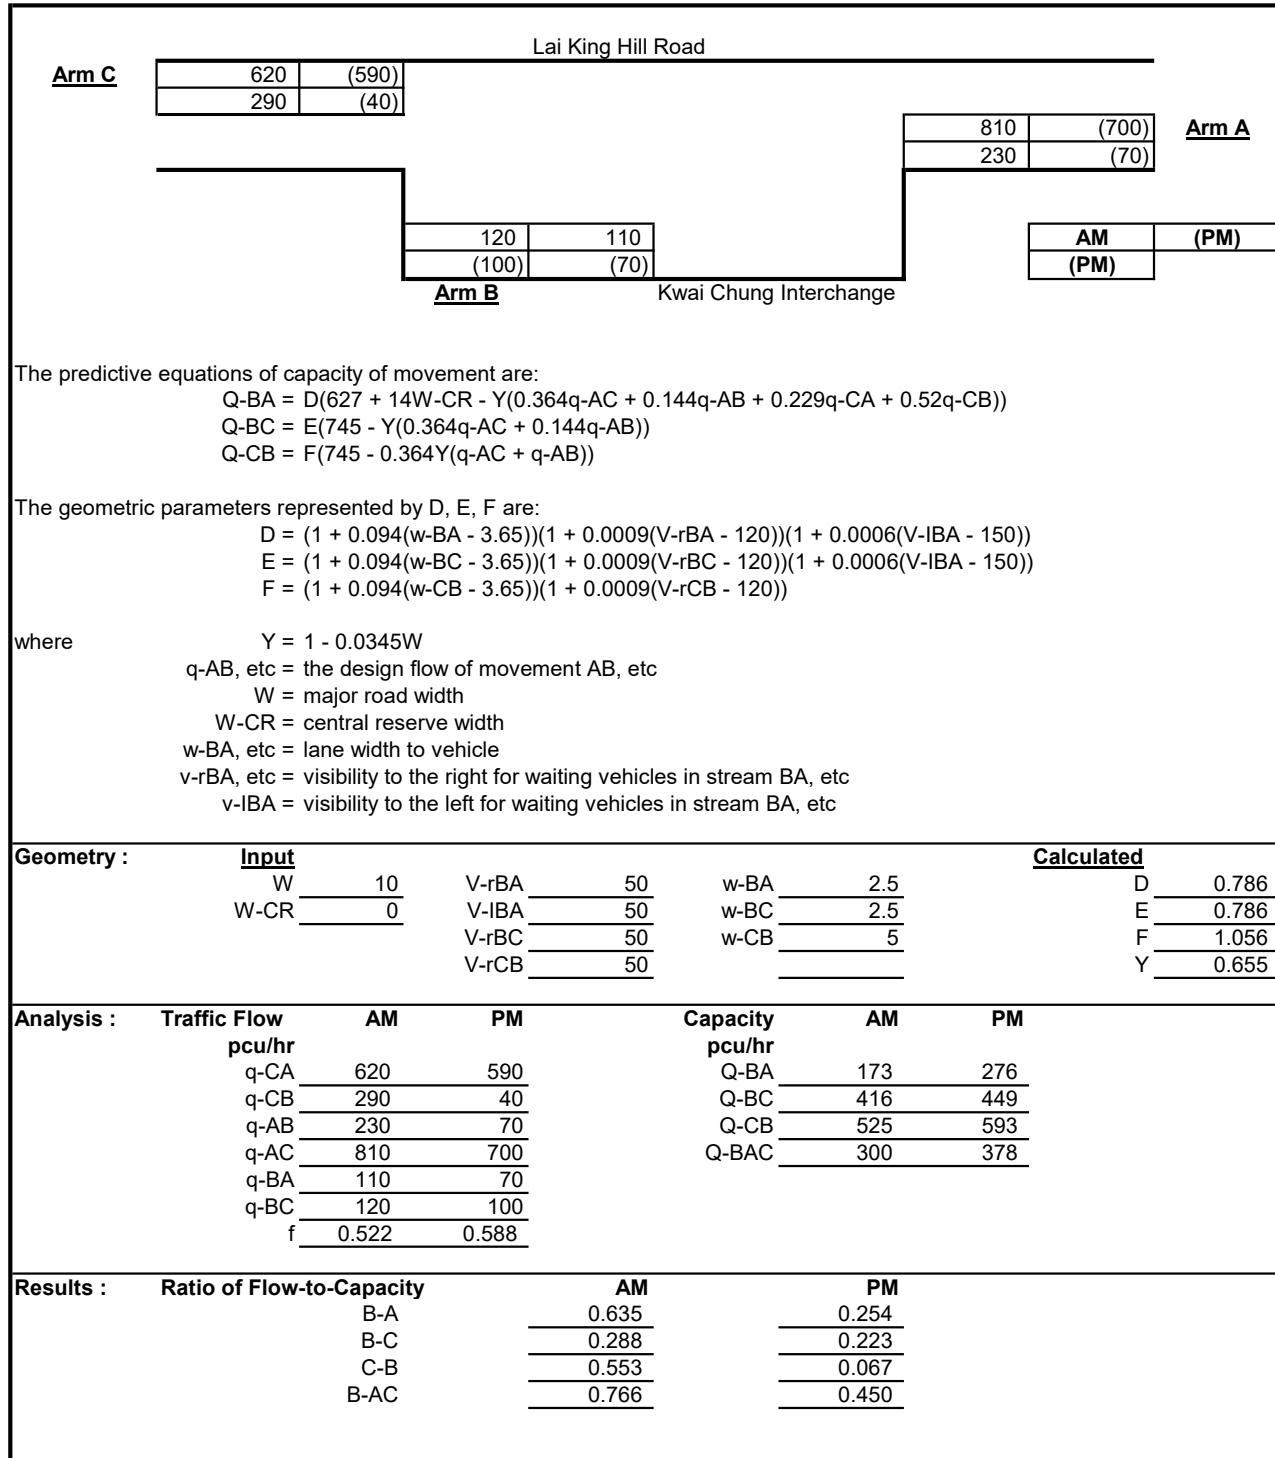 Lai King Hill Road
Arm C 620 (590)
290 (40)
810 (700) Arm A
230 (70)
120 110 AM (PM)
(100) (70) (PM)
Arm B Kwai Chung Interchange
The predictive equations of capacity of movement are:
Q-BA = D(627 + 14W-CR - Y(0.364q-AC + 0.144q-AB + 0.229q-CA + 0.52q-CB))
Q-BC = E(745 - Y(0.364q-AC + 0.144q-AB))
Q-CB = F(745 - 0.364Y(q-AC + q-AB))
The geometric parameters represented by D, E, F are:
D = (1 + 0.094(w-BA - 3.65))(1 + 0.0009(V-rBA - 120))(1 + 0.0006(V-lBA - 150))
E = (1 + 0.094(w-BC - 3.65))(1 + 0.0009(V-rBC - 120))(1 + 0.0006(V-lBA - 150))
F = (1 + 0.094(w-CB - 3.65))(1 + 0.0009(V-rCB - 120))
where Y = 1 - 0.0345W
q-AB, etc = the design flow of movement AB, etc
W = major road width
W-CR = central reserve width
w-BA, etc = lane width to vehicle
v-rBA, etc = visibility to the right for waiting vehicles in stream BA, etc
v-lBA = visibility to the left for waiting vehicles in stream BA, etc
Geometry : Input Calculated
W 10 V-rBA 50 w-BA 2.5 D 0.786
W-CR 0 V-lBA 50 w-BC 2.5 E 0.786
V-rBC 50 w-CB 5 F 1.056
V-rCB 50 Y 0.655
Analysis : Traffic Flow AM PM Capacity AM PM
pcu/hr pcu/hr
q-CA 620 590 Q-BA 173 276
q-CB 290 40 Q-BC 416 449
q-AB 230 70 Q-CB 525 593
q-AC 810 700 Q-BAC 300 378
q-BA 110 70
q-BC 120 100
f 0.522 0.588
Results : Ratio of Flow-to-Capacity AM PM
B-A 0.635 0.254
B-C 0.288 0.223
C-B 0.553 0.067
B-AC 0.766 0.450